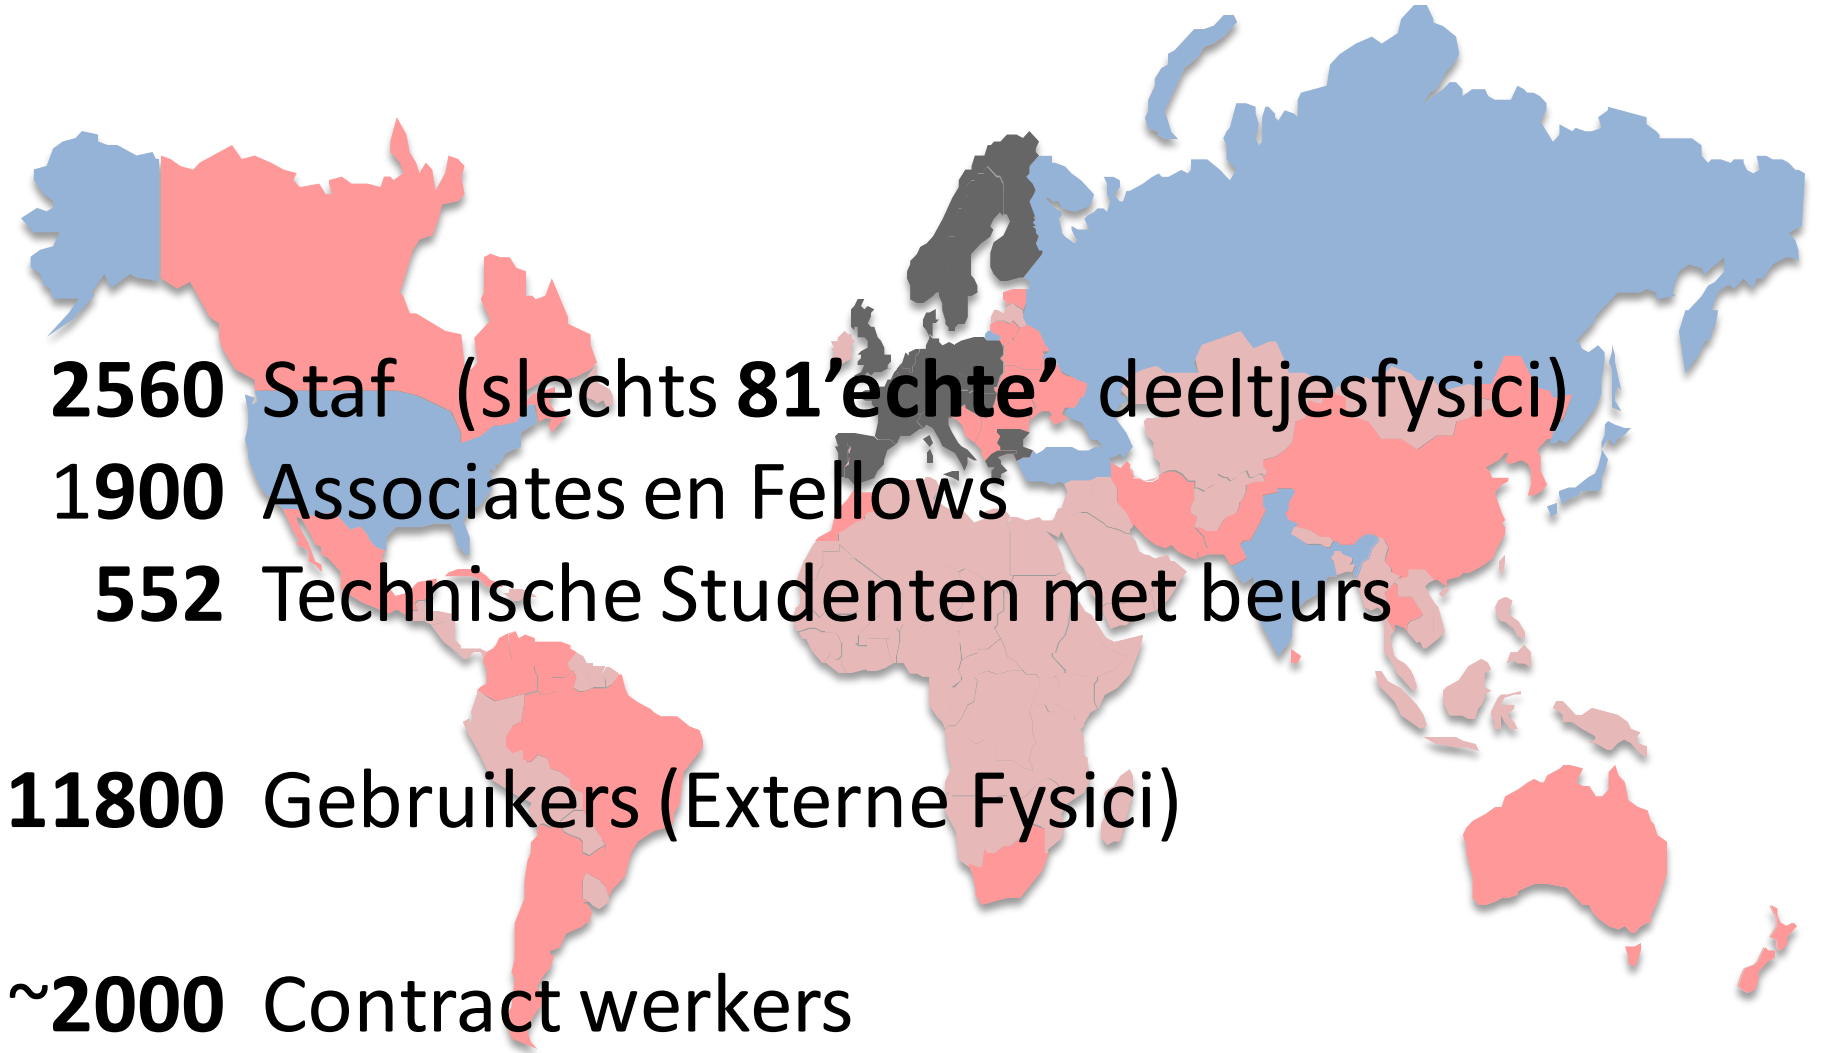 2560 Staf (slechts 81’echte’ deeltjesfysici)
1900 Associates en Fellows
552 Technische Studenten met beurs
11800 Gebruikers (Externe Fysici)
~2000 Contract werkers